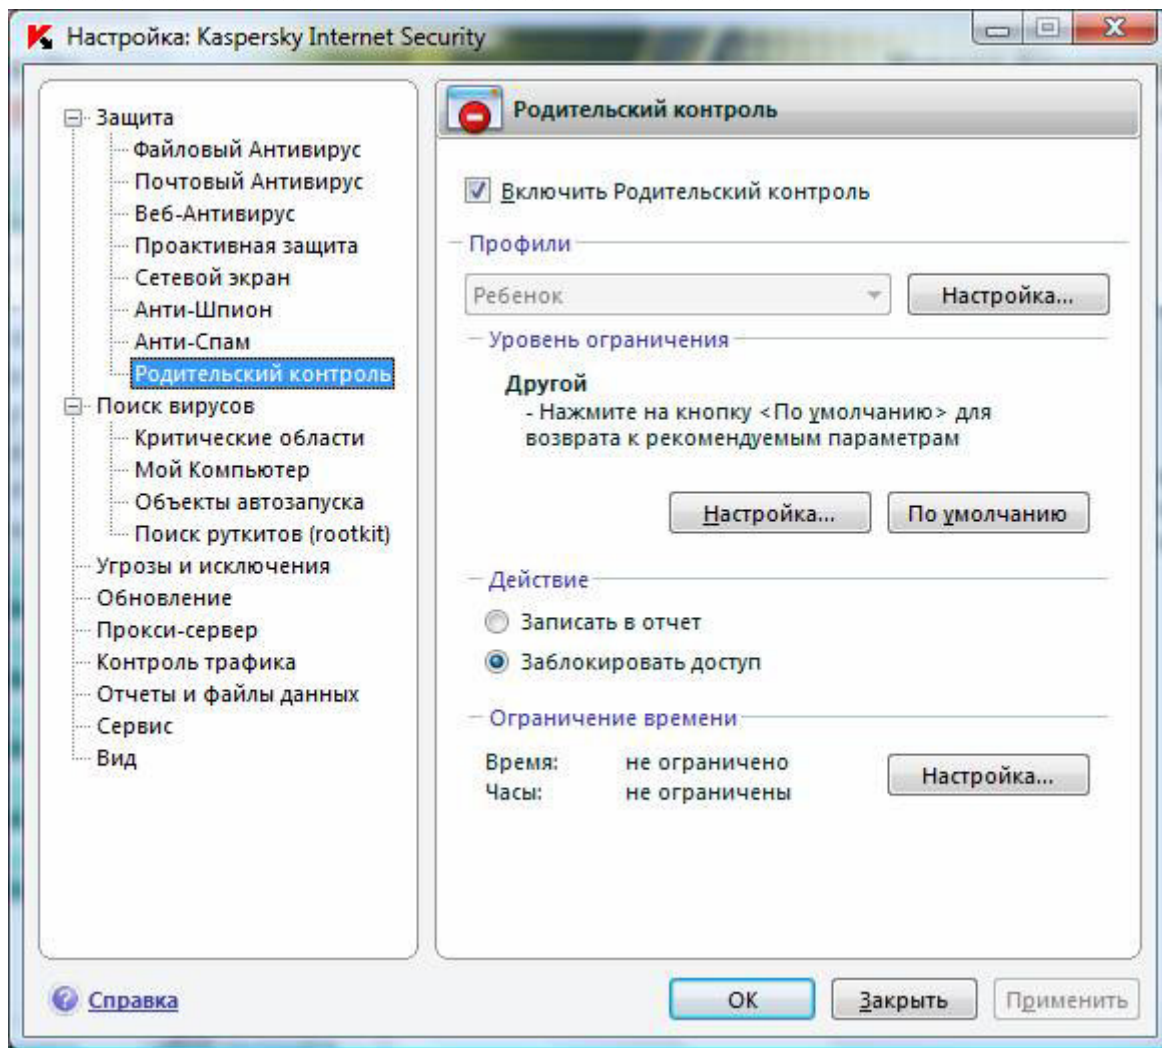 Настройка: Kaspersky Internet Security
Защита
Файловый Антивирус
Почтовый Антивирус
Веб-Антивирус
Проактивная защита
Сетевой экран
Анти-Шпион
Анти-Спам
Родительский контроль
Поиск вирусов
Критические области
Мой Компьютер
Объекты автозапуска
Поиск руткитов (rootkit)
Угрозы и исключения
Обновление
Прокси-сервер
Контроль трафика
Отчеты и файлы данных
Сервис
Вид
Родительский контроль
Включить Родительский контроль
Профили
Ребенок
Настройка...
Уровень ограничения
Другой
- Нажмите на кнопку <По умолчанию> для
возврата к рекомендуемым параметрам
Настройка... По умолчанию
Действие
Записать в отчет
Заблокировать доступ
Ограничение времени
Время: не ограничено
Часы: не ограничены
Настройка...
Справка
ОК Закрыть Применить